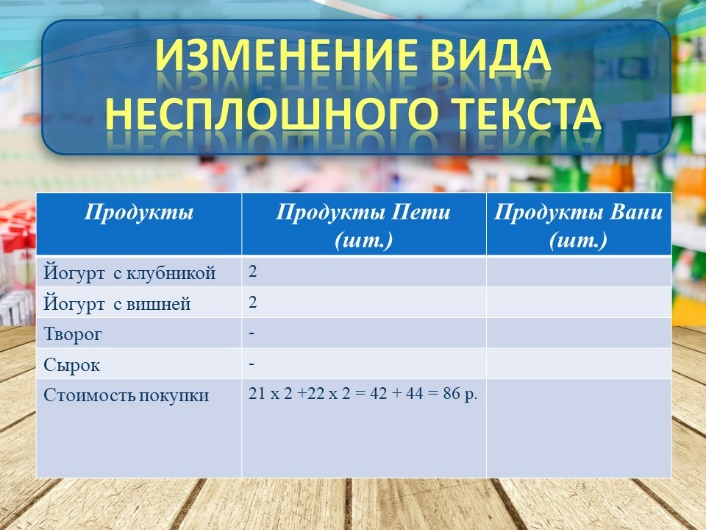 ИЗМЕНЕНИЕ ВИДА
НЕСПЛОШНОГО ТЕКСТА
Продукты
Продукты Пети
(шт.)
Продукты Вани
(шт.)
Йогурт с клубникой
2
Йогурт с вишней
2
Творог
-
Сырок
-
Стоимость покупки
21 х 2 +22 х 2 = 42 + 44 = 86 р.